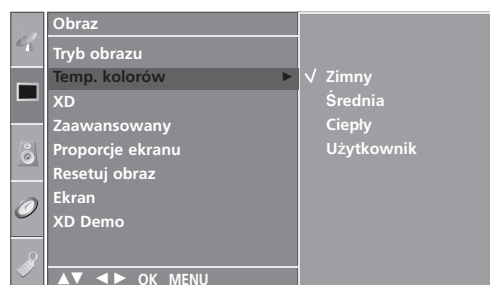 Obraz
Tryb obrazu
Temp. kolorów ►
XD
Zaawansowany
Proporcje ekranu
Resetuj obraz
Ekran
XD Demo
√ Zimny
Średnia
Ciepły
Użytkownik
▲▼ ◄► OK MENU